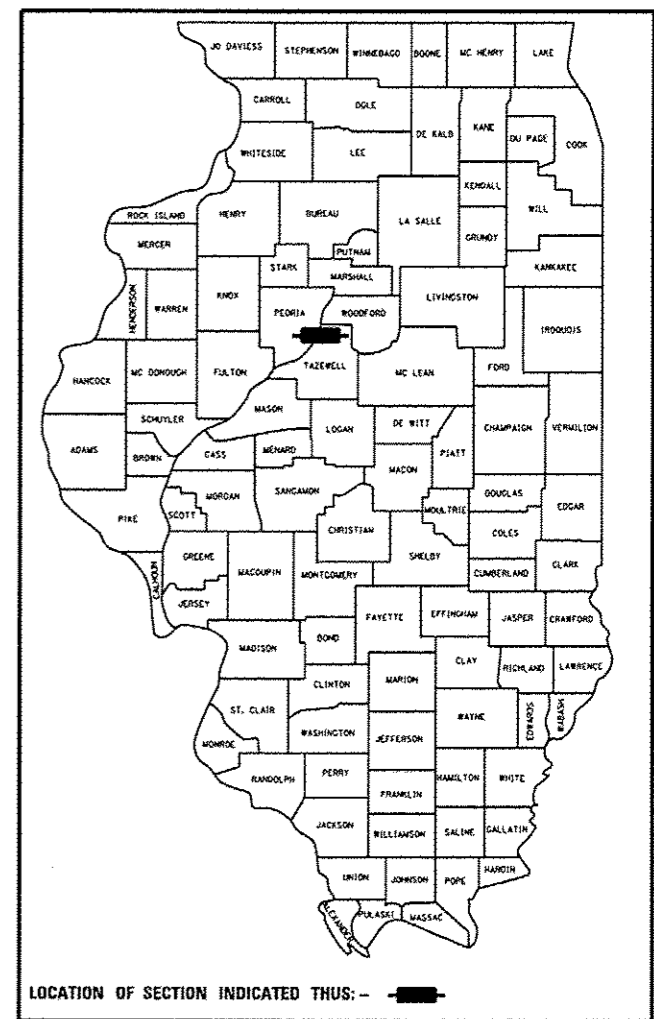 JO DAVIESS STEPHENSON WINNEBAGO BOONE MC HENRY LAKE
CARROLL OGLE DE KALB KANE DU PAGE COOK
WHITESIDE LEE KENDALL WILL
ROCK ISLAND HENRY BUREAU LA SALLE GRUNDY
MERCER STARK PUTNAM MARSHALL KANKAKEE
HENDERSON WARREN KNOX PEORIA WOODFORD LIVINGSTON IROQUOIS
HANCOCK MC DONOUGH FULTON TAZEWELL MC LEAN FORD
SCHUYLER MASON LOGAN DE WITT CHAMPAIGN VERMILION
ADAMS BROWN CASS MENARD MACON PIATT
PIKE SCOTT MORGAN SANGAMON CHRISTIAN MOULTRIE DOUGLAS EDGAR
CALHOUN GREENE MACOUPIN MONTGOMERY SHELBY COLES CUMBERLAND CLARK
JERSEY FAYETTE EFFINGHAM JASPER CRAWFORD
MADISON BOND CLAY RICHLAND LAWRENCE
CLINTON MARION
ST. CLAIR WASHINGTON JEFFERSON WAYNE EDWARDS WABASH
MONROE RANDOLPH PERRY FRANKLIN HAMILTON WHITE
JACKSON WILLIAMSON SALINE GALLATIN
UNION JOHNSON POPE HARDIN
ALEXANDER PULASKI MASSAC
LOCATION OF SECTION INDICATED THUS: -